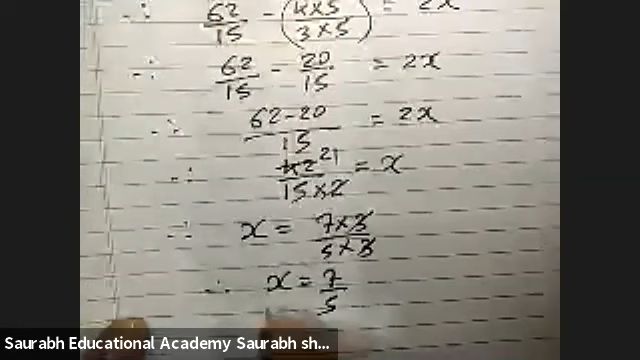 ∴ 62/15 - (4×5/3×5) = 2x
∴ 62/15 - 20/15 = 2x
∴ 62-20/15 = 2x
∴ 42 21/15×2 = x
∴ x = 7×3/5×3
∴ x = 7/5
Saurabh Educational Academy Saurabh sh...